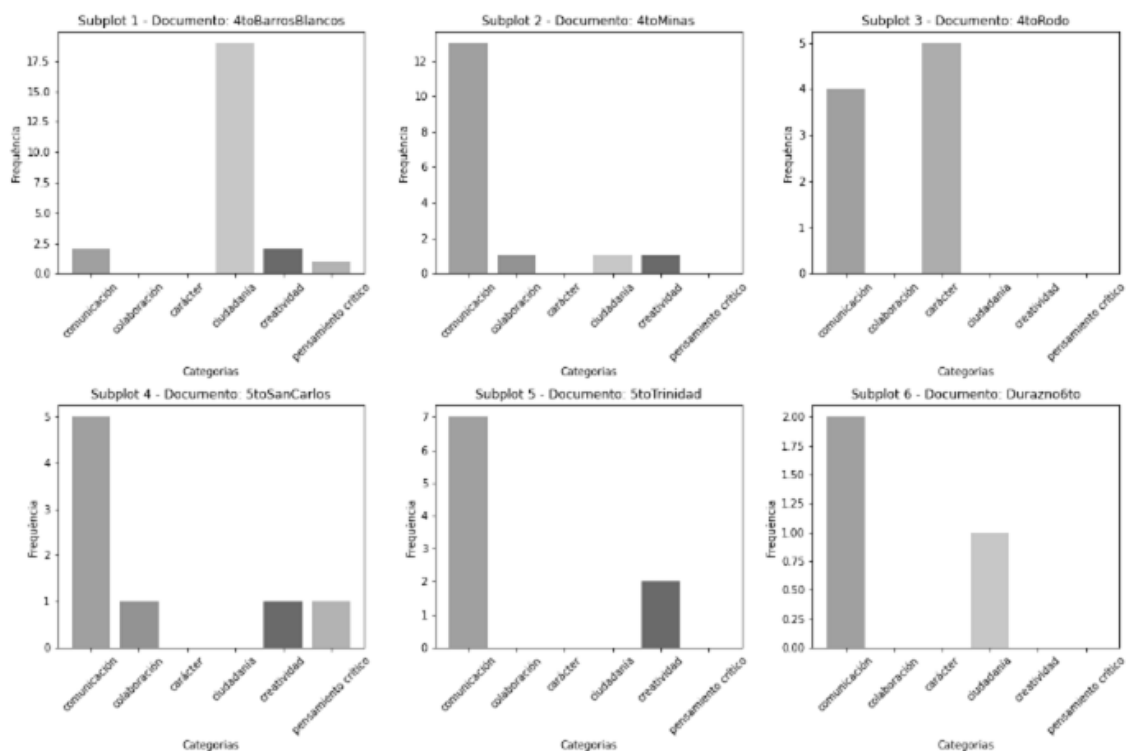 Subplot 1 - Documento: 4toBarrosBlancos
Frequência
17.5
15.0
12.5
10.0
7.5
5.0
2.5
0.0
comunicación
colaboración
carácter
ciudadanía
creatividad
pensamiento crítico
Categorias
Subplot 2 - Documento: 4toMinas
Frequência
12
10
8
6
4
2
0
comunicación
colaboración
carácter
ciudadanía
creatividad
pensamiento crítico
Categorias
Subplot 3 - Documento: 4toRodo
Frequência
5
4
3
2
1
0
comunicación
colaboración
carácter
ciudadanía
creatividad
pensamiento crítico
Categorias
Subplot 4 - Documento: 5toSanCarlos
Frequência
5
4
3
2
1
0
comunicación
colaboración
carácter
ciudadanía
creatividad
pensamiento crítico
Categorias
Subplot 5 - Documento: 5toTrinidad
Frequência
7
6
5
4
3
2
1
0
comunicación
colaboración
carácter
ciudadanía
creatividad
pensamiento crítico
Categorias
Subplot 6 - Documento: Durazno6to
Frequência
2.00
1.75
1.50
1.25
1.00
0.75
0.50
0.25
0.00
comunicación
colaboración
carácter
ciudadanía
creatividad
pensamiento crítico
Categorias